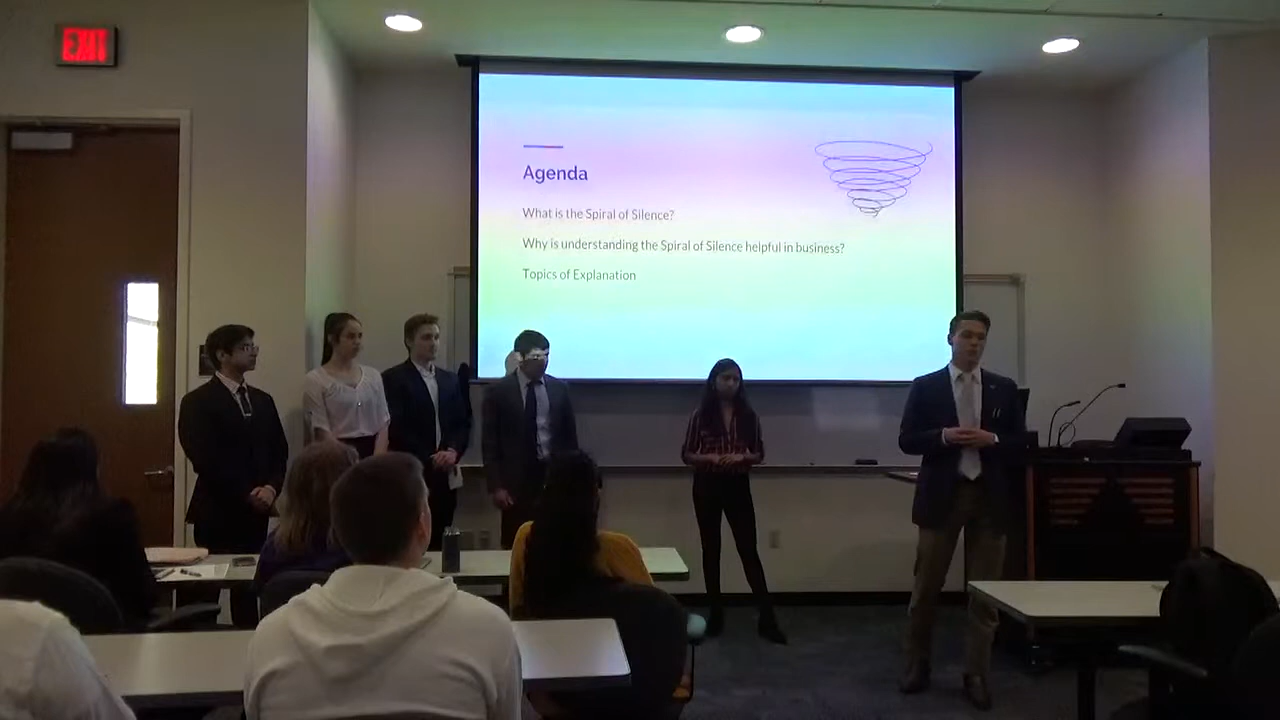 EXIT
Agenda
What is the Spiral of Silence?
Why is understanding the Spiral of Silence helpful in business?
Topics of Explanation